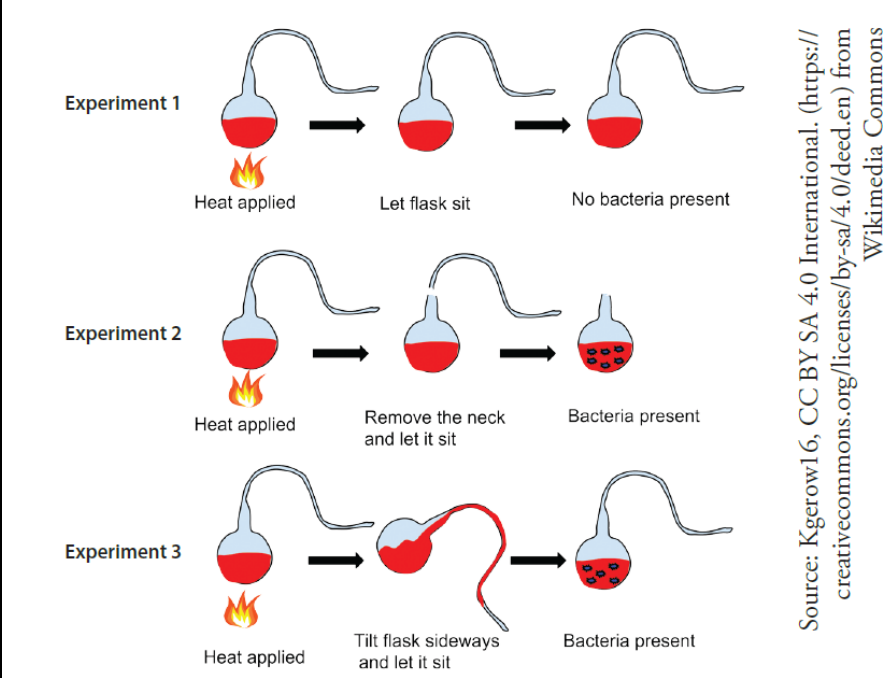 Experiment 1
Heat applied
Let flask sit
No bacteria present
Experiment 2
Heat applied
Remove the neck
and let it sit
Bacteria present
Experiment 3
Heat applied
Tilt flask sideways
and let it sit
Bacteria present
Source: Kgerow16, CC BY SA 4.0 International. (https://
creativecommons.org/licenses/by-sa/4.0/deed.en) from
Wikimedia Commons